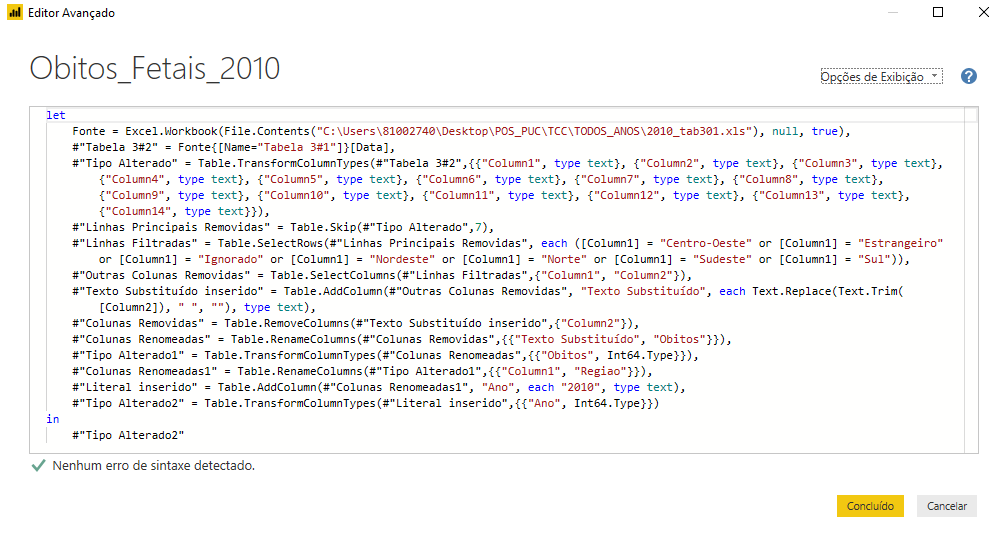 Editor Avançado
Obitos_Fetais_2010
Opções de Exibição
?
let
Fonte = Excel.Workbook(File.Contents("C:\Users\81002740\Desktop\POS_PUC\TCC\TODOS_ANOS\2010_tab301.xls"), null, true),
#"Tabela 3#2" = Fonte{[Name="Tabela 3#1"]}[Data],
#"Tipo Alterado" = Table.TransformColumnTypes(#"Tabela 3#2",{{"Column1", type text}, {"Column2", type text}, {"Column3", type text},
{"Column4", type text}, {"Column5", type text}, {"Column6", type text}, {"Column7", type text}, {"Column8", type text},
{"Column9", type text}, {"Column10", type text}, {"Column11", type text}, {"Column12", type text}, {"Column13", type text},
{"Column14", type text}}),
#"Linhas Principais Removidas" = Table.Skip(#"Tipo Alterado",7),
#"Linhas Filtradas" = Table.SelectRows(#"Linhas Principais Removidas", each ([Column1] = "Centro-Oeste" or [Column1] = "Estrangeiro"
or [Column1] = "Ignorado" or [Column1] = "Nordeste" or [Column1] = "Norte" or [Column1] = "Sudeste" or [Column1] = "Sul")),
#"Outras Colunas Removidas" = Table.SelectColumns(#"Linhas Filtradas",{"Column1", "Column2"}),
#"Texto Substituído inserido" = Table.AddColumn(#"Outras Colunas Removidas", "Texto Substituído", each Text.Replace(Text.Trim(
[Column2]), " ", ""), type text),
#"Colunas Removidas" = Table.RemoveColumns(#"Texto Substituído inserido",{"Column2"}),
#"Colunas Renomeadas" = Table.RenameColumns(#"Colunas Removidas",{{"Texto Substituído", "Obitos"}}),
#"Tipo Alterado1" = Table.TransformColumnTypes(#"Colunas Renomeadas",{{"Obitos", Int64.Type}}),
#"Colunas Renomeadas1" = Table.RenameColumns(#"Tipo Alterado1",{{"Column1", "Regiao"}}),
#"Literal inserido" = Table.AddColumn(#"Colunas Renomeadas1", "Ano", each "2010", type text),
#"Tipo Alterado2" = Table.TransformColumnTypes(#"Literal inserido",{{"Ano", Int64.Type}})
in
#"Tipo Alterado2"
Nenhum erro de sintaxe detectado.
Concluído
Cancelar